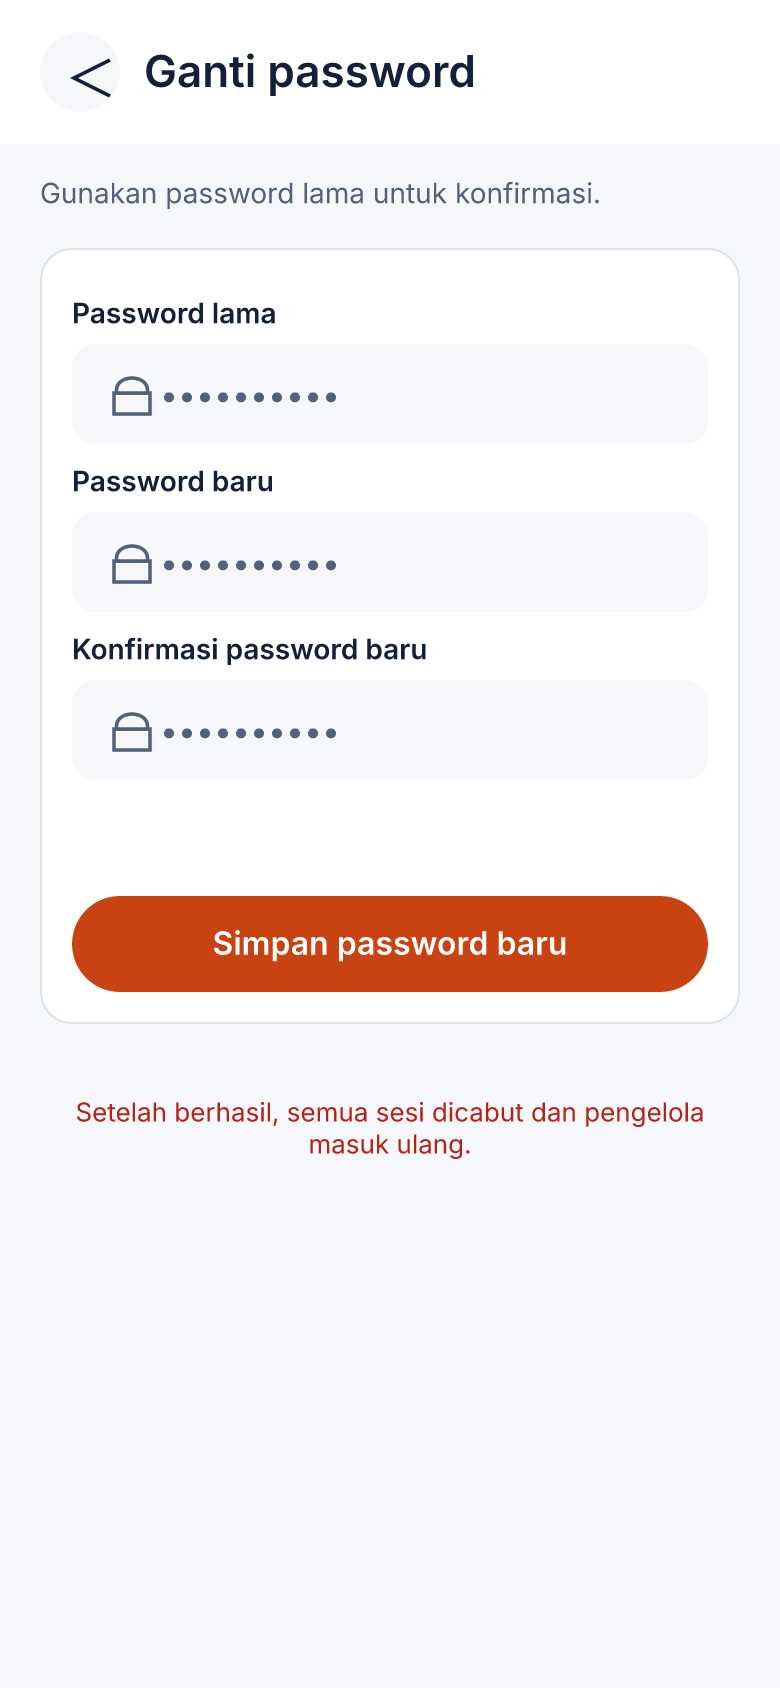 Ganti password
Gunakan password lama untuk konfirmasi.
Password lama
••••••••••
Password baru
••••••••••
Konfirmasi password baru
••••••••••
Simpan password baru
Setelah berhasil, semua sesi dicabut dan pengelola
masuk ulang.